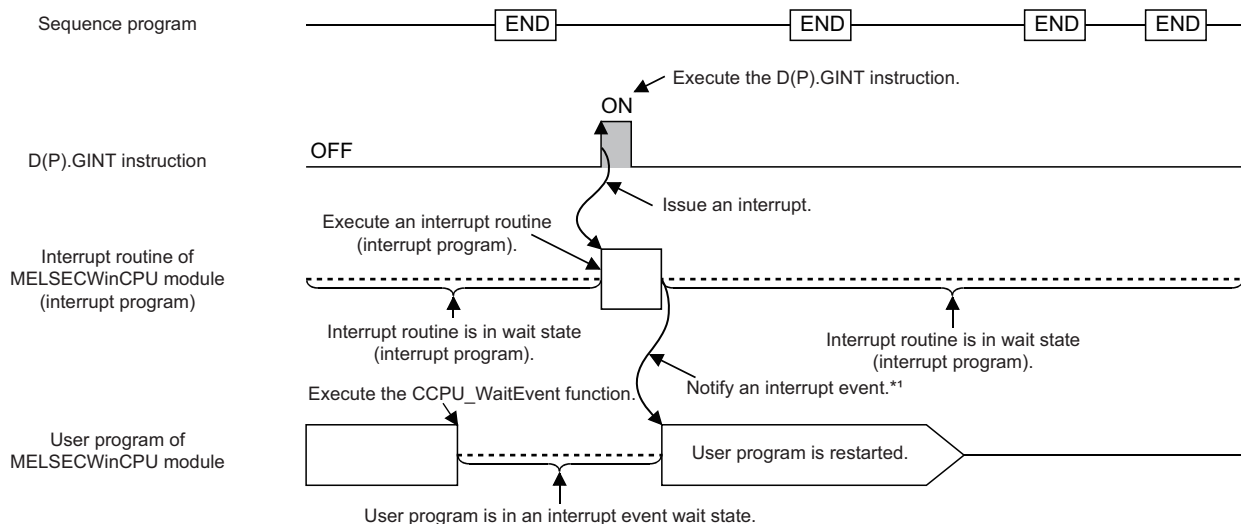 Sequence program
END
END
END
END
Execute the D(P).GINT instruction.
ON
D(P).GINT instruction
OFF
Issue an interrupt.
Execute an interrupt routine
(interrupt program).
Interrupt routine of
MELSECWinCPU module
(interrupt program)
Interrupt routine is in wait state
(interrupt program).
Interrupt routine is in wait state
(interrupt program).
Notify an interrupt event.*1
Execute the CCPU_WaitEvent function.
User program of
MELSECWinCPU module
User program is restarted.
User program is in an interrupt event wait state.